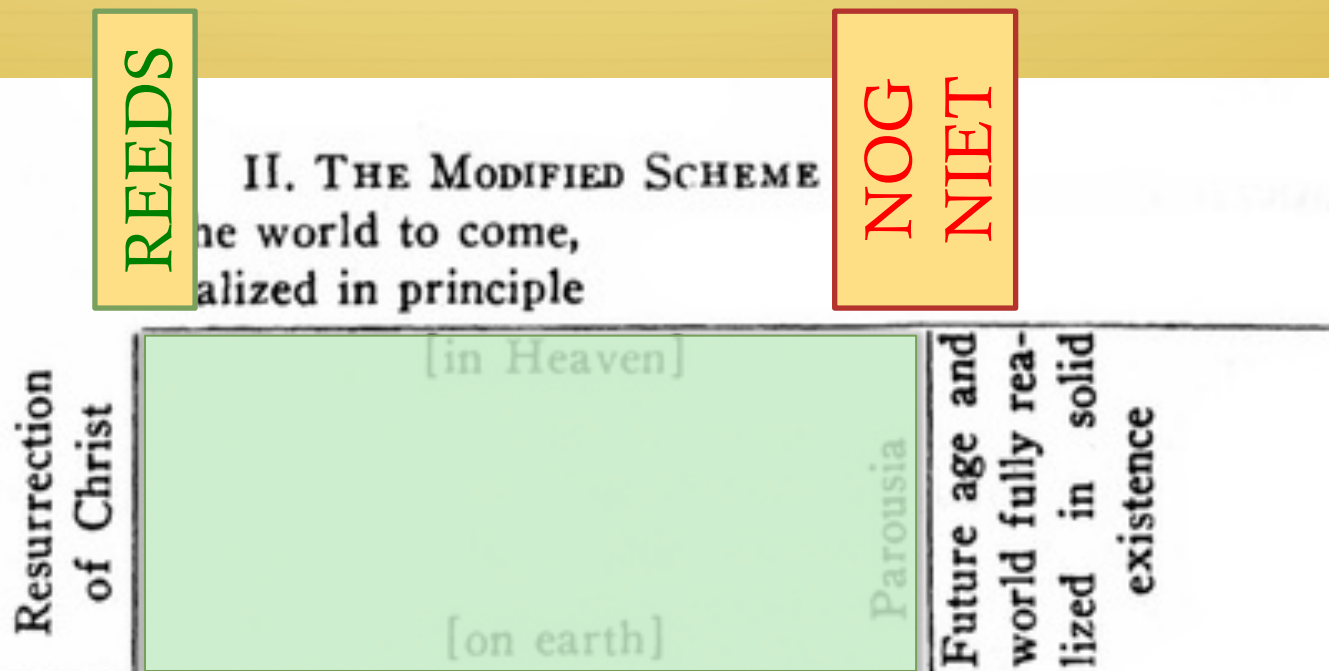 REEDS
NOG
NIET
II. THE MODIFIED SCHEME
he world to come,
alized in principle
[in Heaven]
Resurrection
of Christ
Parousia
[on earth]
Future age and
world fully rea-
lized in solid
existence